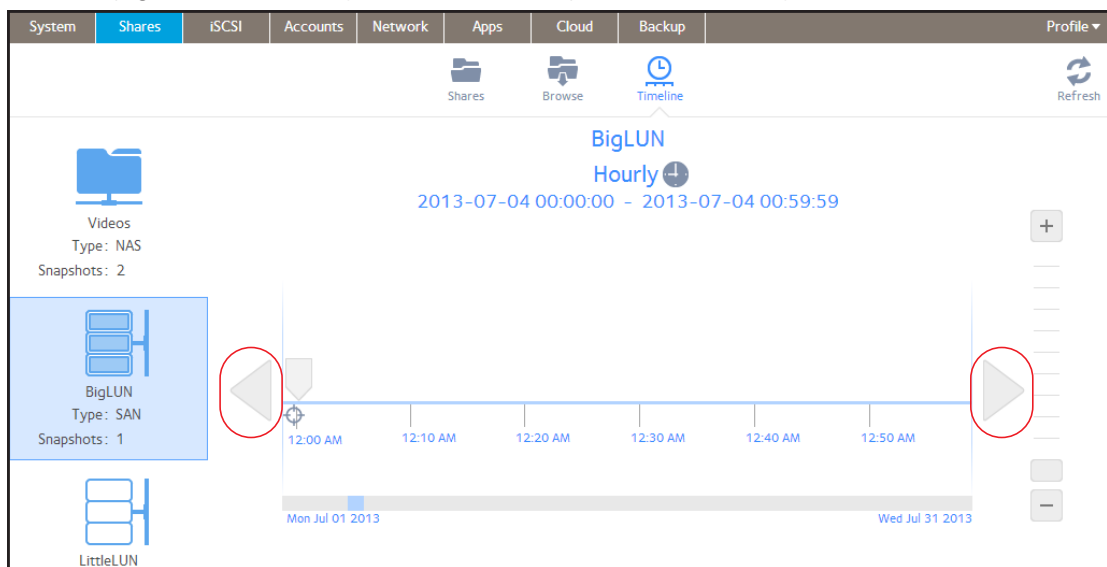 System Shares iSCSI Accounts Network Apps Cloud Backup Profile
Shares Browse Timeline Refresh
BigLUN
Hourly
2013-07-04 00:00:00 - 2013-07-04 00:59:59
Videos
Type: NAS
Snapshots: 2
+
BigLUN
Type: SAN
Snapshots: 1
12:00 AM 12:10 AM 12:20 AM 12:30 AM 12:40 AM 12:50 AM
Mon Jul 01 2013 Wed Jul 31 2013
−
LittleLUN